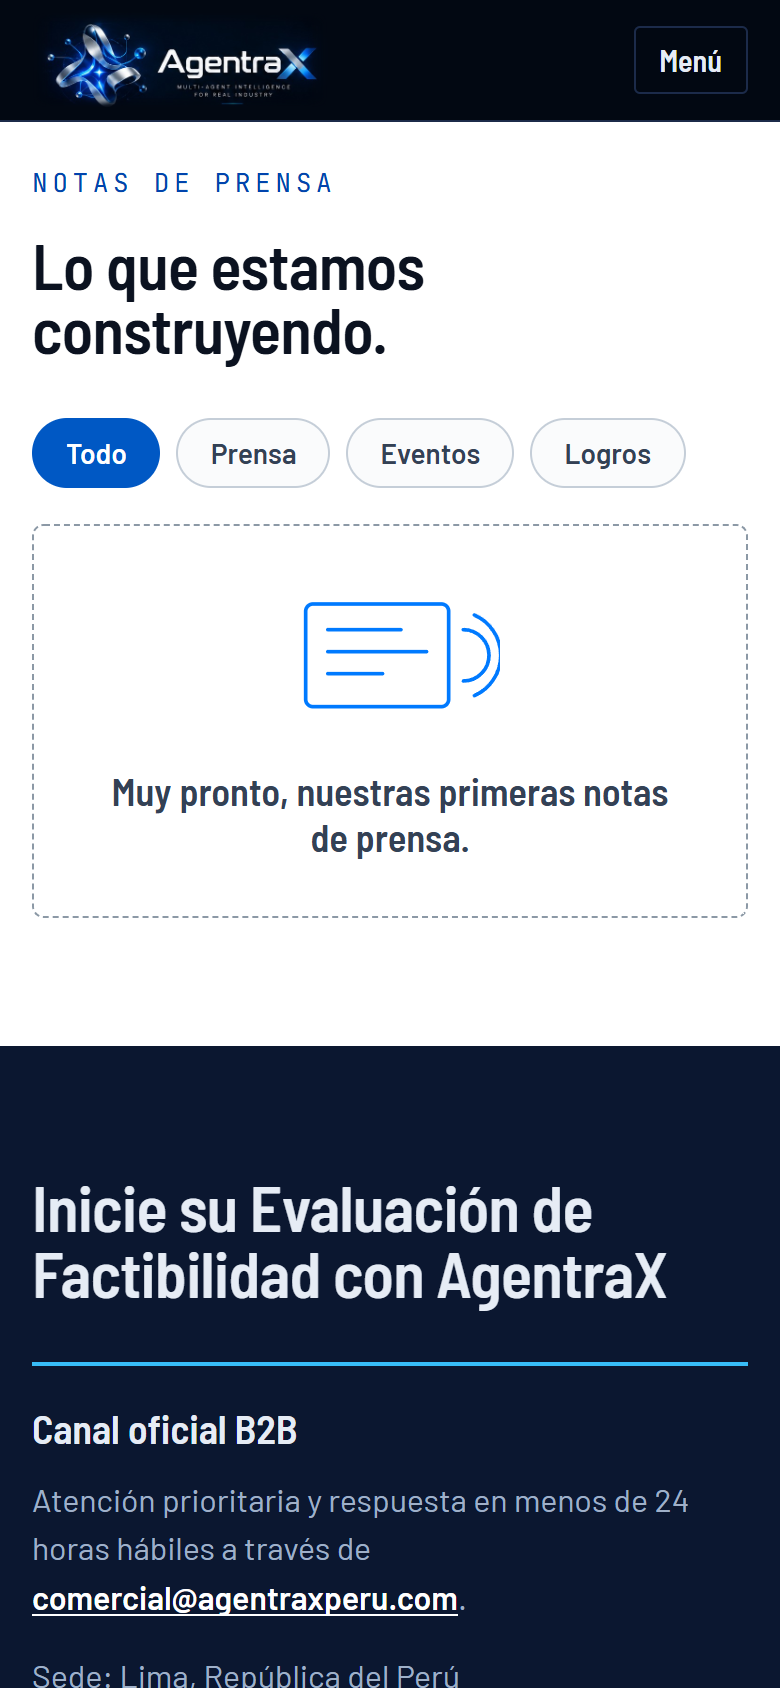 AgentraX
MULTI-AGENT INTELLIGENCE
FOR REAL INDUSTRY
Menú
NOTAS DE PRENSA
Lo que estamos
construyendo.
Todo
Prensa
Eventos
Logros
Muy pronto, nuestras primeras notas
de prensa.
Inicie su Evaluación de
Factibilidad con AgentraX
Canal oficial B2B
Atención prioritaria y respuesta en menos de 24
horas hábiles a través de
comercial@agentraxperu.com.
Sede: Lima, República del Perú